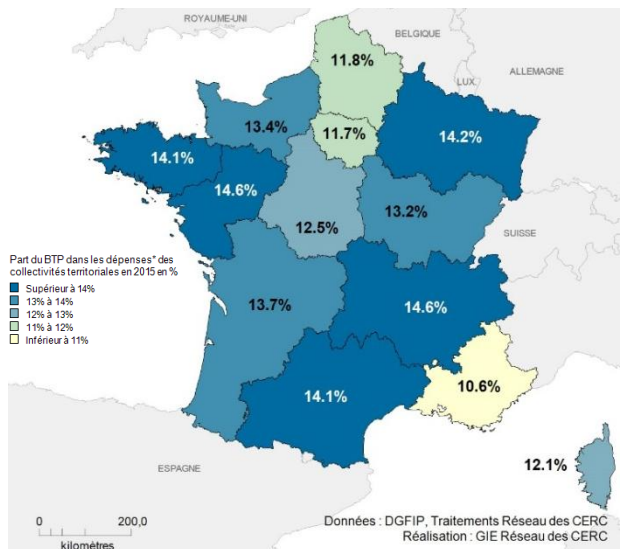 ROYAUME-UNI
BELGIQUE
LUX.
ALLEMAGNE
11.8%
13.4%
11.7%
14.2%
14.1%
14.6%
12.5%
13.2%
SUISSE
Part du BTP dans les dépenses* des
collectivités territoriales en 2015 en %
Supérieur à 14%
13% à 14%
12% à 13%
11% à 12%
Inférieur à 11%
13.7%
14.6%
14.1%
10.6%
ITALIE
ESPAGNE
12.1%
0 200,0
kilomètres
Données : DGFIP, Traitements Réseau des CERC
Réalisation : GIE Réseau des CERC